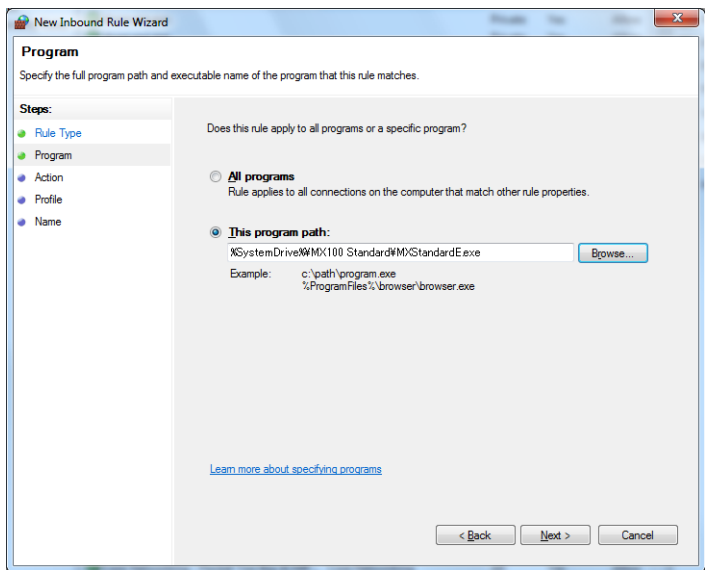 New Inbound Rule Wizard
Program
Specify the full program path and executable name of the program that this rule matches.
Steps:
Rule Type
Program
Action
Profile
Name
Does this rule apply to all programs or a specific program?
All programs
Rule applies to all connections on the computer that match other rule properties.
This program path:
%SystemDrive%¥MX100 Standard¥MXStandardE.exe
Browse...
Example: c:\path\program.exe
%ProgramFiles%\browser\browser.exe
Learn more about specifying programs
< Back
Next >
Cancel